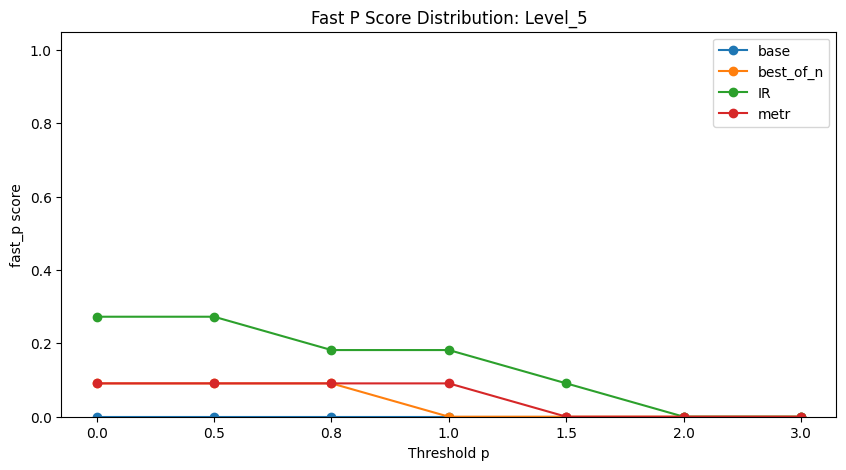 Fast P Score Distribution: Level_5
base
best_of_n
IR
metr
fast_p score
1.0
0.8
0.6
0.4
0.2
0.0
0.0 0.5 0.8 1.0 1.5 2.0 3.0
Threshold p